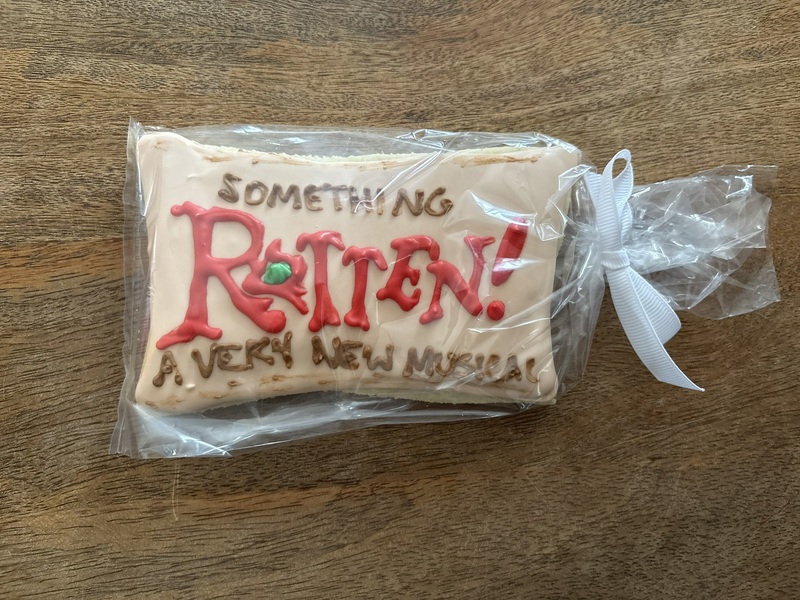 SOMETHING
ROTTEN!
A VERY NEW MUSICAL